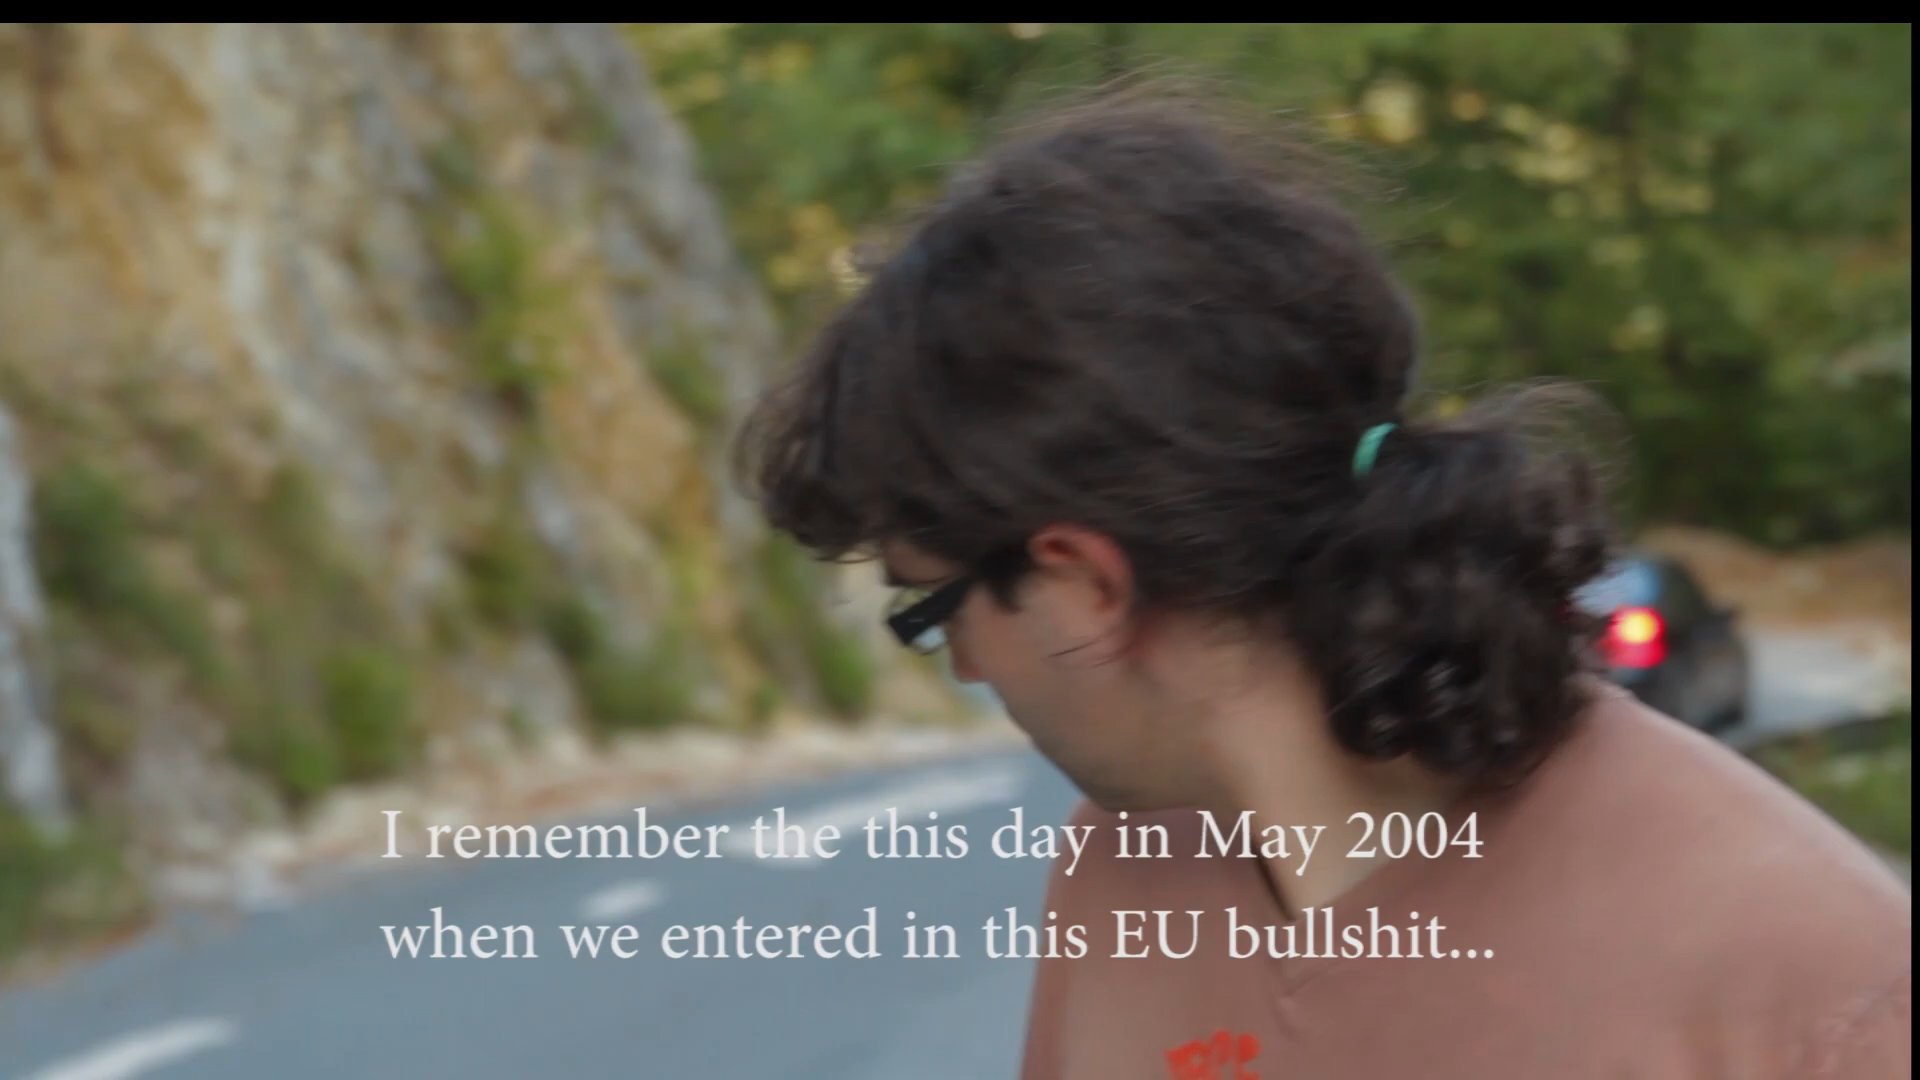 I remember the this day in May 2004
when we entered in this EU bullshit...